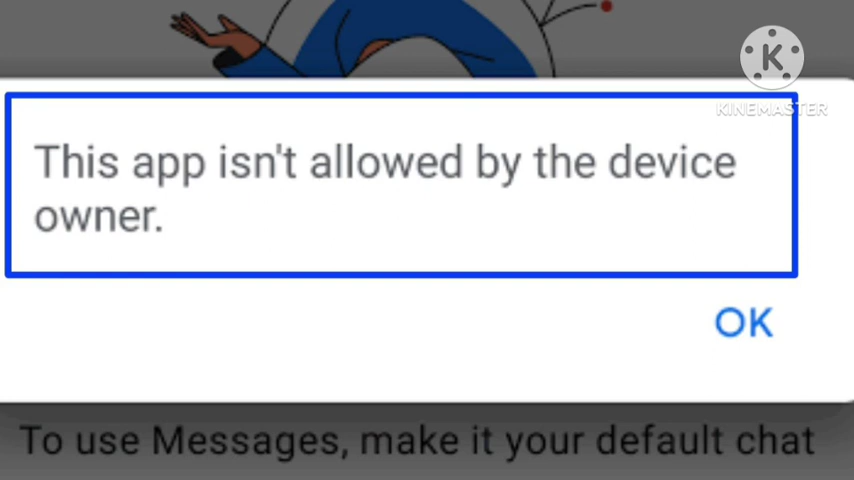 K
KINEMASTER
This app isn't allowed by the device
owner.
OK
To use Messages, make it your default chat